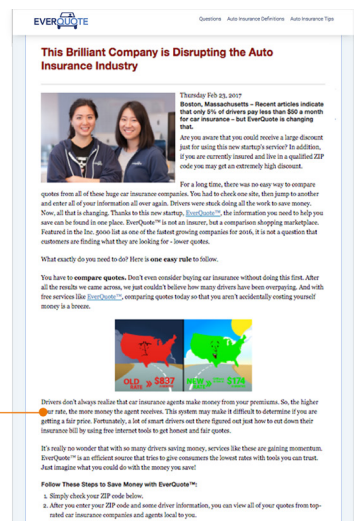 EVERQUOTE
Questions Auto Insurance Definitions Auto Insurance Tips
This Brilliant Company is Disrupting the Auto
Insurance Industry
Thursday Feb 23, 2017
Boston, Massachusetts – Recent articles indicate
that only 5% of drivers pay less than $50 a month
for car insurance – but EverQuote is changing
that.
Are you aware that you could receive a large discount
just for using this new startup's service? In addition,
if you are currently insured and live in a qualified ZIP
code you may get an extremely high discount.
For a long time, there was no easy way to compare
quotes from all of these huge car insurance companies. You had to check one site, then jump to another
and enter all of your information all over again. Drivers were stuck doing all the work to save money.
Now, all that is changing. Thanks to this new startup, EverQuote™, the information you need to help you
save can be found in one place. EverQuote™ is not an insurer, but a comparison shopping marketplace.
Featured in the Inc. 5000 list as one of the fastest growing companies for 2016, it is not a question that
customers are finding what they are looking for - lower quotes.
What exactly do you need to do? Here is one easy rule to follow.
You have to compare quotes. Don't even consider buying car insurance without doing this first. After
all the results we came across, we just couldn't believe how many drivers have been overpaying. And with
free services like EverQuote™, comparing quotes today so that you aren't accidentally costing yourself
money is a breeze.
OLD RATE » $837
NEW RATE » $174
Drivers don't always realize that car insurance agents make money from your premiums. So, the higher
ur rate, the more money the agent receives. This system may make it difficult to determine if you are
getting a fair price. Fortunately, a lot of smart drivers out there figured out just how to cut down their
insurance bill by using free internet tools to get honest and fair quotes.
It's really no wonder that with so many drivers saving money, services like these are gaining momentum.
EverQuote™ is an efficient source that tries to give consumers the lowest rates with tools you can trust.
Just imagine what you could do with the money you save!
Follow These Steps to Save Money with EverQuote™:
1. Simply check your ZIP code below.
2. After you enter your ZIP code and some driver information, you can view all of your quotes from top-
rated car insurance companies and agents local to you.